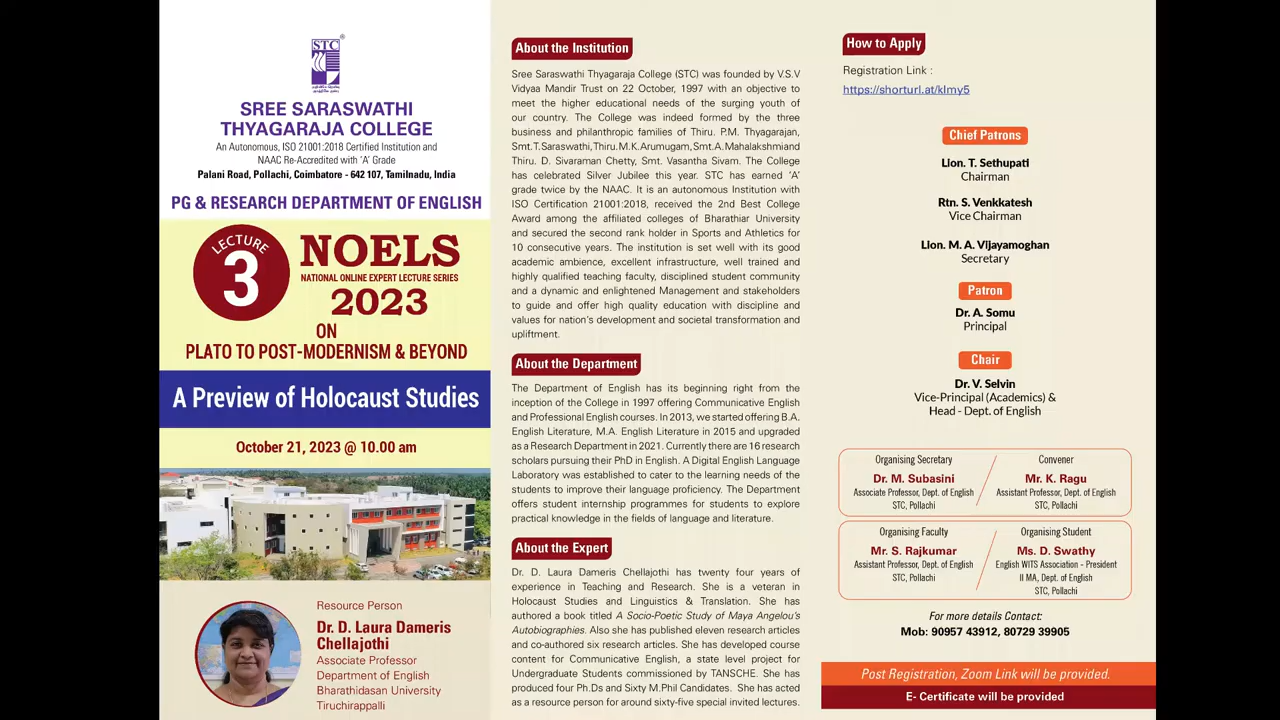 STC
®
SREE SARASWATHI
THYAGARAJA COLLEGE
An Autonomous, ISO 21001:2018 Certified Institution and
NAAC Re-Accredited with ‘A’ Grade
Palani Road, Pollachi, Coimbatore - 642 107, Tamilnadu, India
PG & RESEARCH DEPARTMENT OF ENGLISH
LECTURE
3
NOELS
NATIONAL ONLINE EXPERT LECTURE SERIES
2023
ON
PLATO TO POST-MODERNISM & BEYOND
A Preview of Holocaust Studies
October 21, 2023 @ 10.00 am
Resource Person
Dr. D. Laura Dameris
Chellajothi
Associate Professor
Department of English
Bharathidasan University
Tiruchirappalli
About the Institution
Sree Saraswathi Thyagaraja College (STC) was founded by V.S.V
Vidyaa Mandir Trust on 22 October, 1997 with an objective to
meet the higher educational needs of the surging youth of
our country. The College was indeed formed by the three
business and philanthropic families of Thiru. P.M. Thyagarajan,
Smt. T. Saraswathi, Thiru. M.K. Arumugam, Smt. A. Mahalakshmi and
Thiru. D. Sivaraman Chetty, Smt. Vasantha Sivam. The College
has celebrated Silver Jubilee this year. STC has earned ‘A’
grade twice by the NAAC. It is an autonomous Institution with
ISO Certification 21001:2018, received the 2nd Best College
Award among the affiliated colleges of Bharathiar University
and secured the second rank holder in Sports and Athletics for
10 consecutive years. The institution is set well with its good
academic ambience, excellent infrastructure, well trained and
highly qualified teaching faculty, disciplined student community
and a dynamic and enlightened Management and stakeholders
to guide and offer high quality education with discipline and
values for nation’s development and societal transformation and
upliftment.
About the Department
The Department of English has its beginning right from the
inception of the College in 1997 offering Communicative English
and Professional English courses. In 2013, we started offering B.A.
English Literature, M.A. English Literature in 2015 and upgraded
as a Research Department in 2021. Currently there are 16 research
scholars pursuing their PhD in English. A Digital English Language
Laboratory was established to cater to the learning needs of the
students to improve their language proficiency. The Department
offers student internship programmes for students to explore
practical knowledge in the fields of language and literature.
About the Expert
Dr. D. Laura Dameris Chellajothi has twenty four years of
experience in Teaching and Research. She is a veteran in
Holocaust Studies and Linguistics & Translation. She has
authored a book titled A Socio-Poetic Study of Maya Angelou’s
Autobiographies. Also she has published eleven research articles
and co-authored six research articles. She has developed course
content for Communicative English, a state level project for
Undergraduate Students commissioned by TANSCHE. She has
produced four Ph.Ds and Sixty M.Phil Candidates. She has acted
as a resource person for around sixty-five special invited lectures.
How to Apply
Registration Link :
https://shorturl.at/klmy5
Chief Patrons
Lion. T. Sethupati
Chairman
Rtn. S. Venkkatesh
Vice Chairman
Lion. M. A. Vijayamoghan
Secretary
Patron
Dr. A. Somu
Principal
Chair
Dr. V. Selvin
Vice-Principal (Academics) &
Head - Dept. of English
Organising Secretary
Dr. M. Subasini
Associate Professor, Dept. of English
STC, Pollachi
Convener
Mr. K. Ragu
Assistant Professor, Dept. of English
STC, Pollachi
Organising Faculty
Mr. S. Rajkumar
Assistant Professor, Dept. of English
STC, Pollachi
Organising Student
Ms. D. Swathy
English WITS Association - President
II MA, Dept. of English
STC, Pollachi
For more details Contact:
Mob: 90957 43912, 80729 39905
Post Registration, Zoom Link will be provided.
E- Certificate will be provided